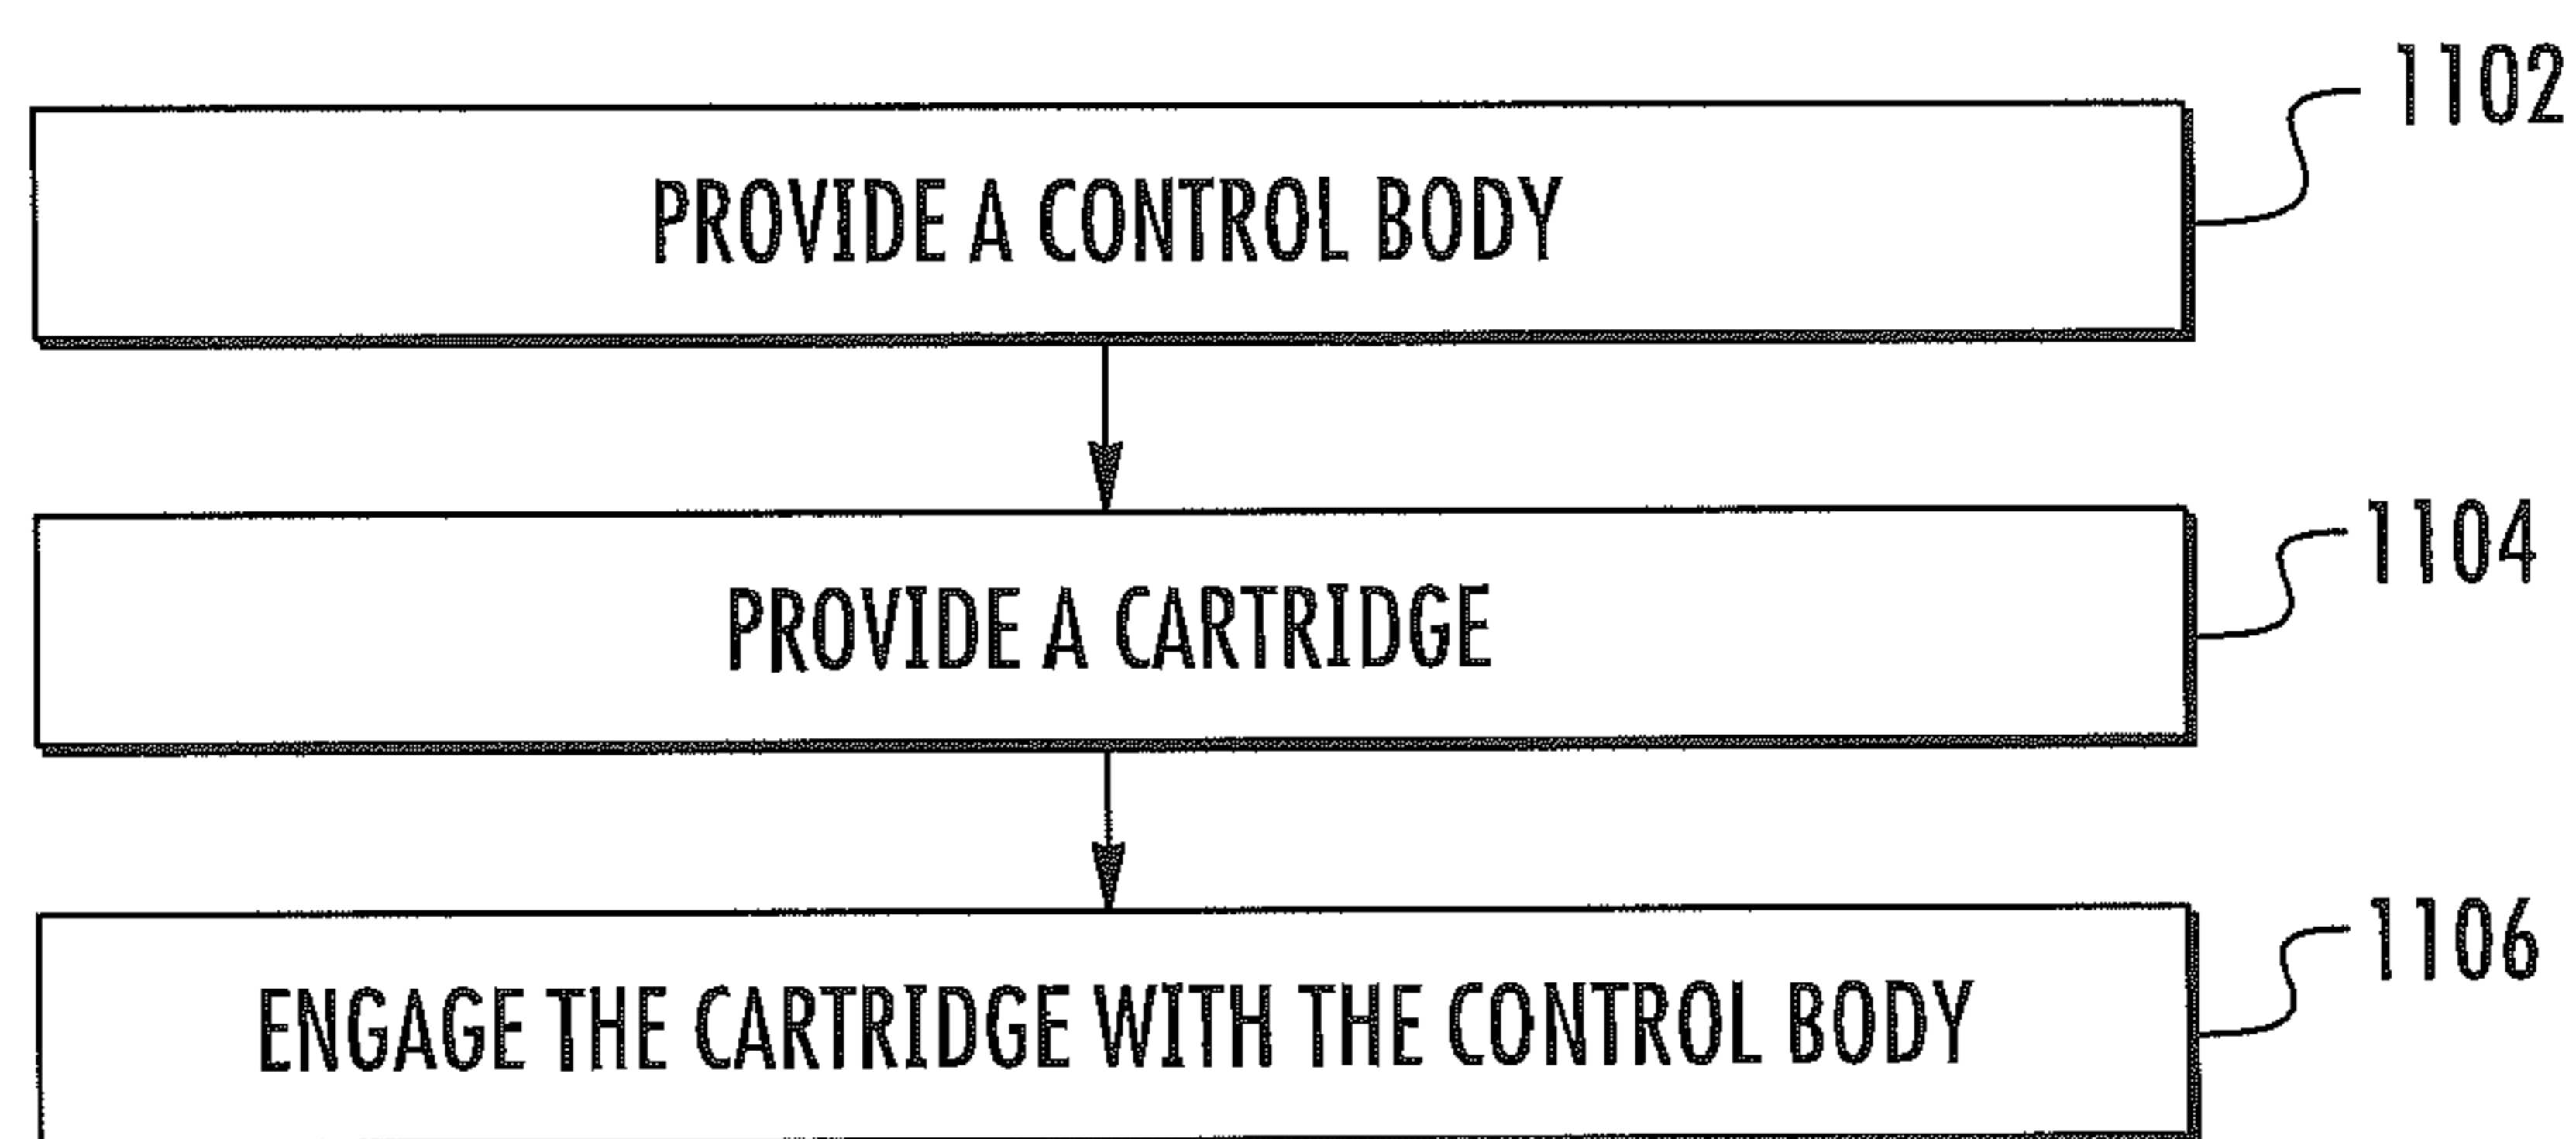 1102
PROVIDE A CONTROL BODY
1104
PROVIDE A CARTRIDGE
1106
ENGAGE THE CARTRIDGE WITH THE CONTROL BODY